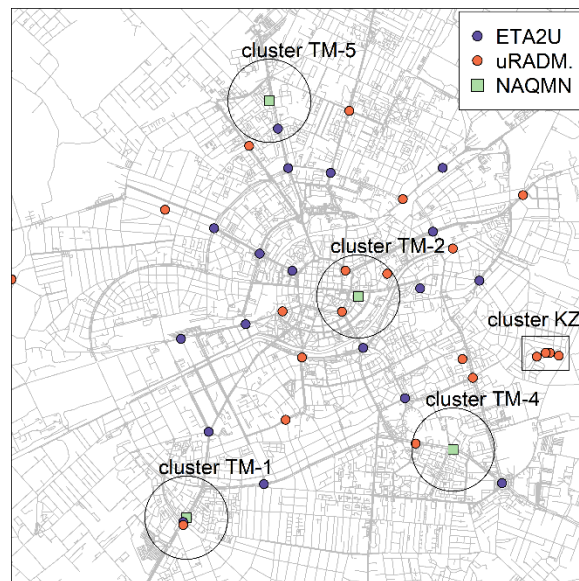 cluster TM-5
ETA2U
uRADM.
NAQMN
cluster TM-2
cluster KZ
cluster TM-4
cluster TM-1